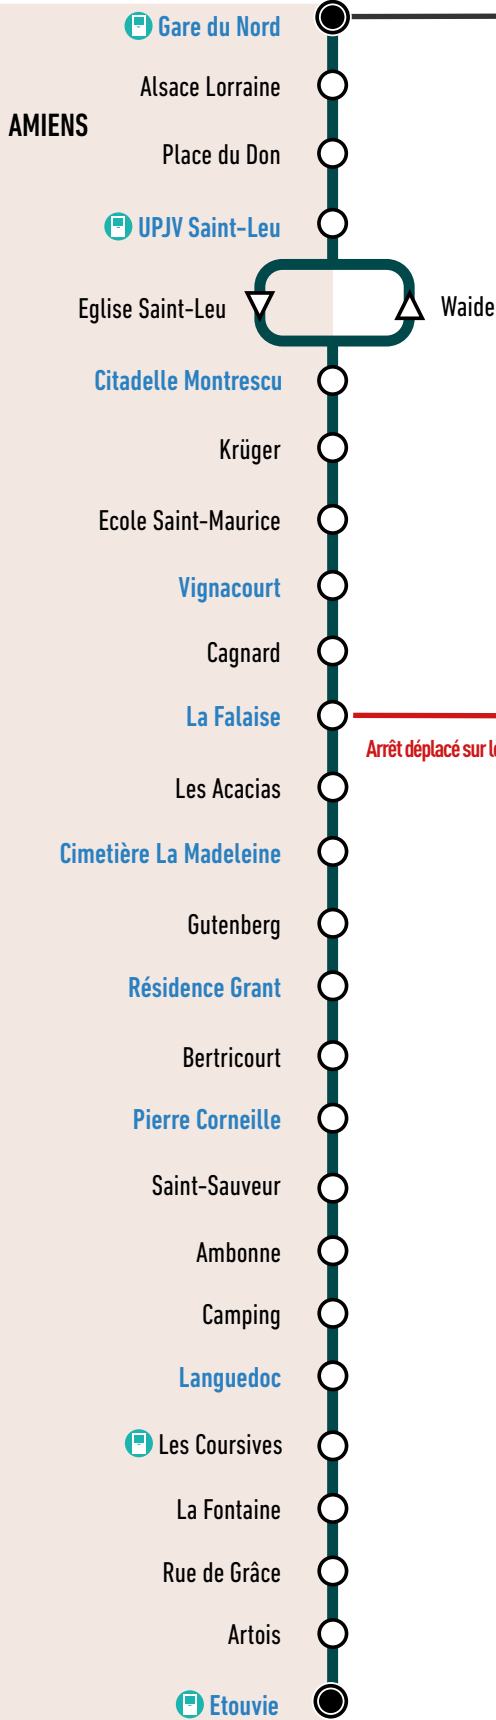 Gare du Nord
Alsace Lorraine
AMIENS
Place du Don
UPJV Saint-Leu
Eglise Saint-Leu
Waide
Citadelle Montrescu
Krüger
Ecole Saint-Maurice
Vignacourt
Cagnard
La Falaise
Arrêt déplacé sur le
Les Acacias
Cimetière La Madeleine
Gutenberg
Résidence Grant
Bertricourt
Pierre Corneille
Saint-Sauveur
Ambonne
Camping
Languedoc
Les Coursives
La Fontaine
Rue de Grâce
Artois
Etouvie